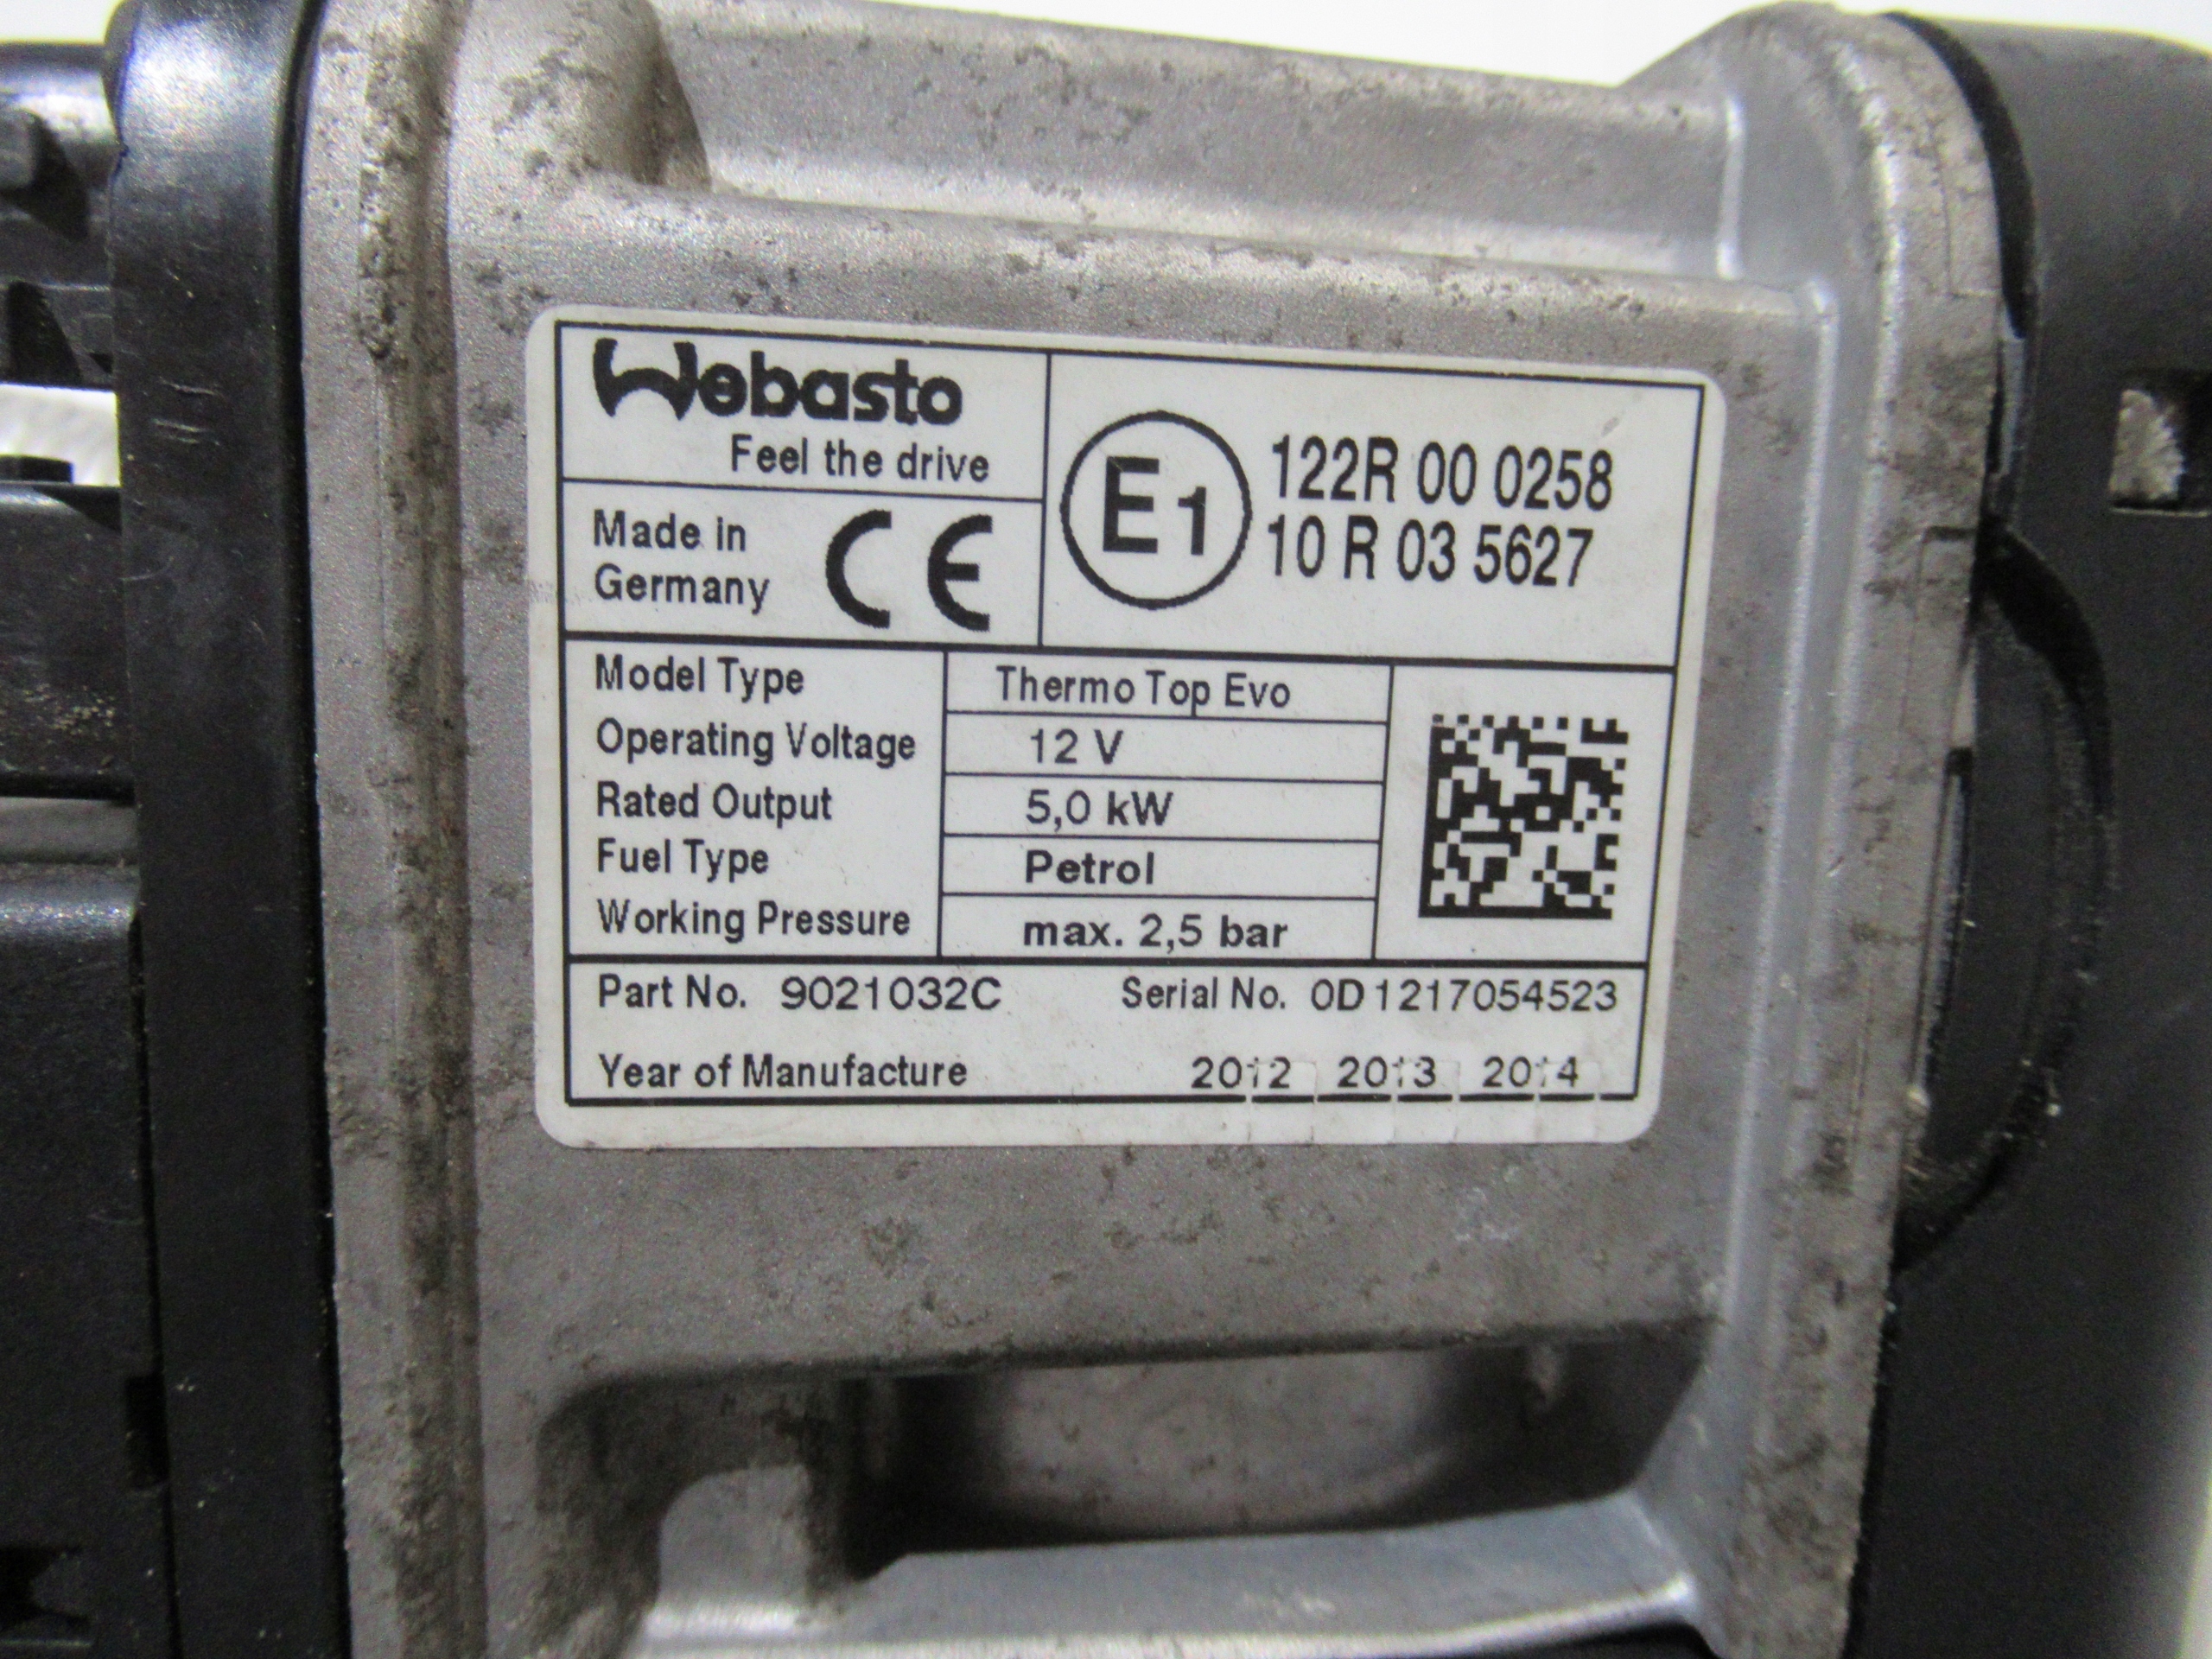 Webasto
Feel the drive
Made in
Germany
CE
E1
122R 00 0258
10 R 03 5627
Model Type Thermo Top Evo
Operating Voltage 12 V
Rated Output 5,0 kW
Fuel Type Petrol
Working Pressure max. 2,5 bar
Part No. 9021032C Serial No. 0D1217054523
Year of Manufacture 2012 2013 2014